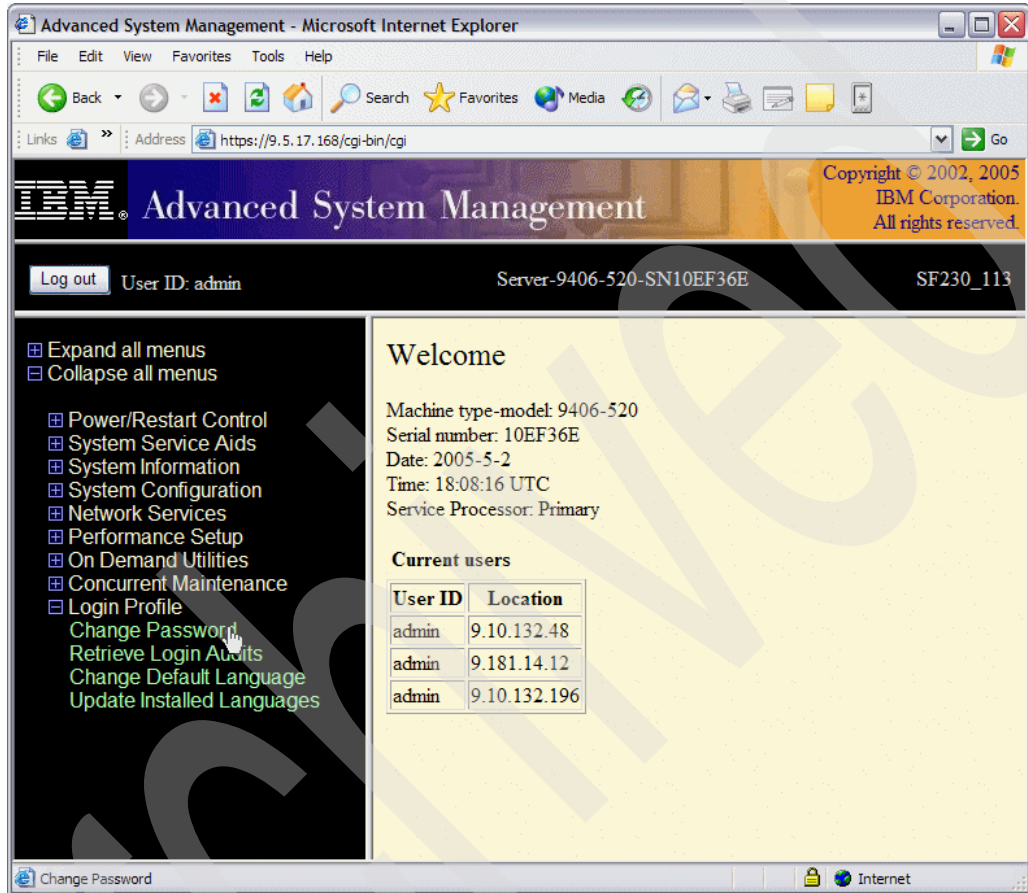 Advanced System Management - Microsoft Internet Explorer
File Edit View Favorites Tools Help
Back Search Favorites Media
Links » Address https://9.5.17.168/cgi-bin/cgi Go
IBM® Advanced System Management
Copyright © 2002, 2005
IBM Corporation.
All rights reserved.
Log out User ID: admin Server-9406-520-SN10EF36E SF230_113
Expand all menus
Collapse all menus
Power/Restart Control
System Service Aids
System Information
System Configuration
Network Services
Performance Setup
On Demand Utilities
Concurrent Maintenance
Login Profile
Change Password
Retrieve Login Audits
Change Default Language
Update Installed Languages
Welcome
Machine type-model: 9406-520
Serial number: 10EF36E
Date: 2005-5-2
Time: 18:08:16 UTC
Service Processor: Primary
Current users
User ID Location
admin 9.10.132.48
admin 9.181.14.12
admin 9.10.132.196
Change Password Internet